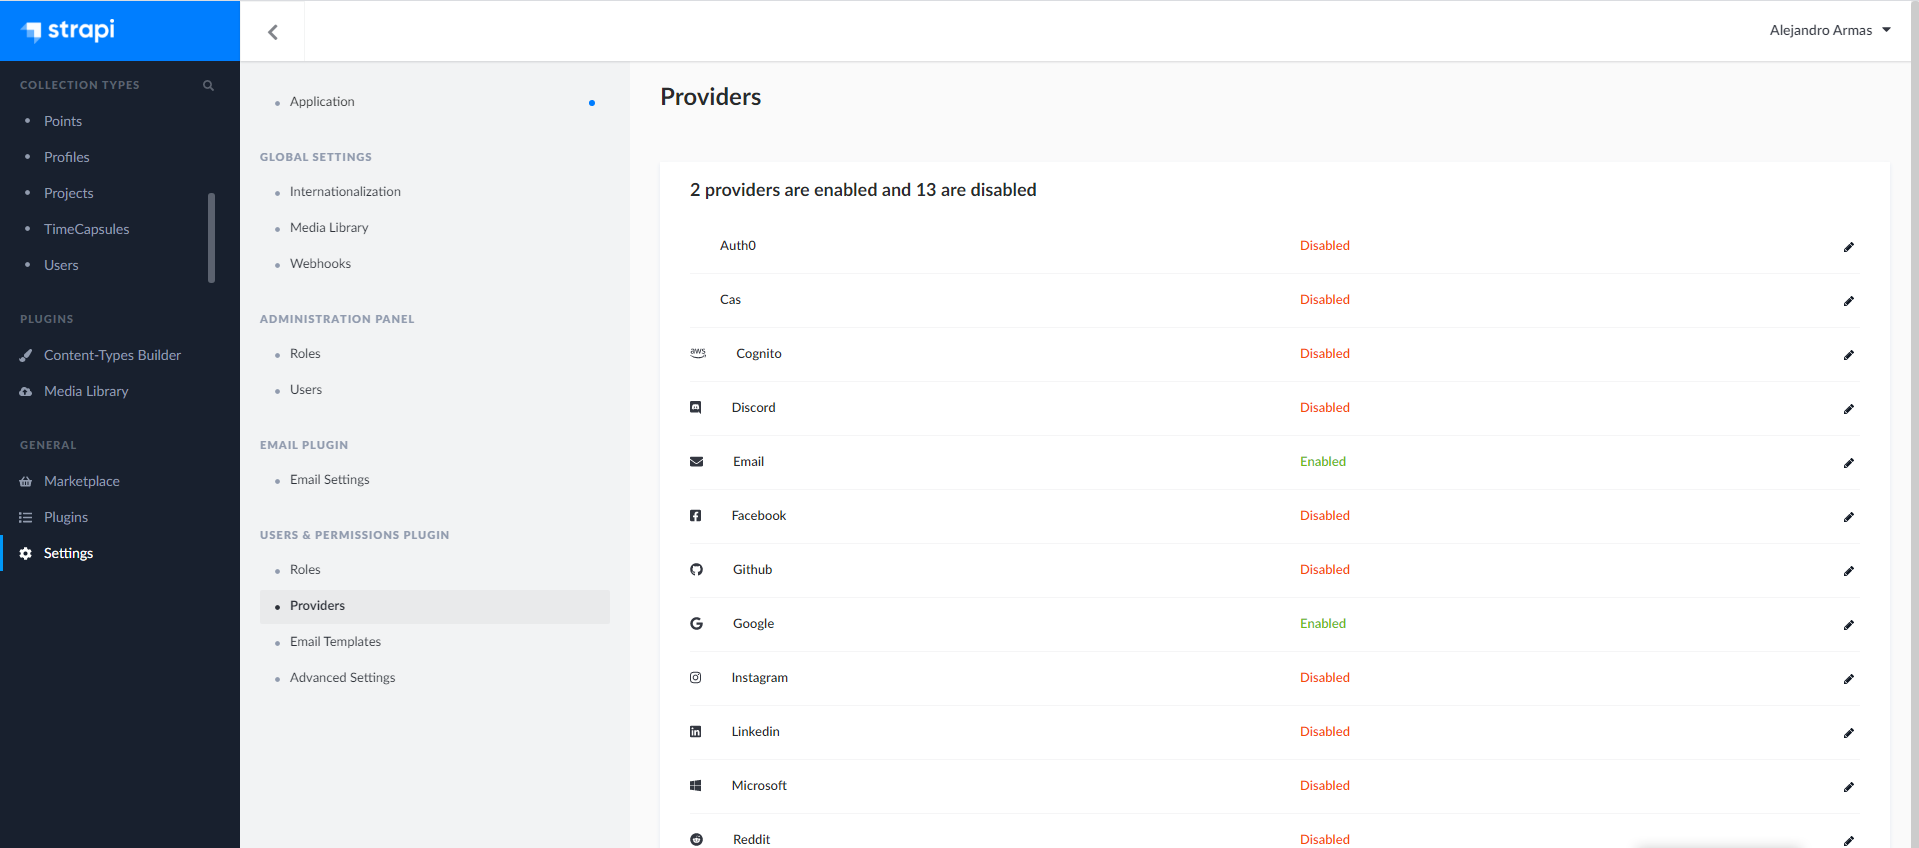 strapi
Alejandro Armas
COLLECTION TYPES
Points
Profiles
Projects
TimeCapsules
Users
PLUGINS
Content-Types Builder
Media Library
GENERAL
Marketplace
Plugins
Settings
Application
GLOBAL SETTINGS
Internationalization
Media Library
Webhooks
ADMINISTRATION PANEL
Roles
Users
EMAIL PLUGIN
Email Settings
USERS & PERMISSIONS PLUGIN
Roles
Providers
Email Templates
Advanced Settings
Providers
2 providers are enabled and 13 are disabled
Auth0 Disabled
Cas Disabled
aws Cognito Disabled
Discord Disabled
Email Enabled
Facebook Disabled
Github Disabled
Google Enabled
Instagram Disabled
Linkedin Disabled
Microsoft Disabled
Reddit Disabled